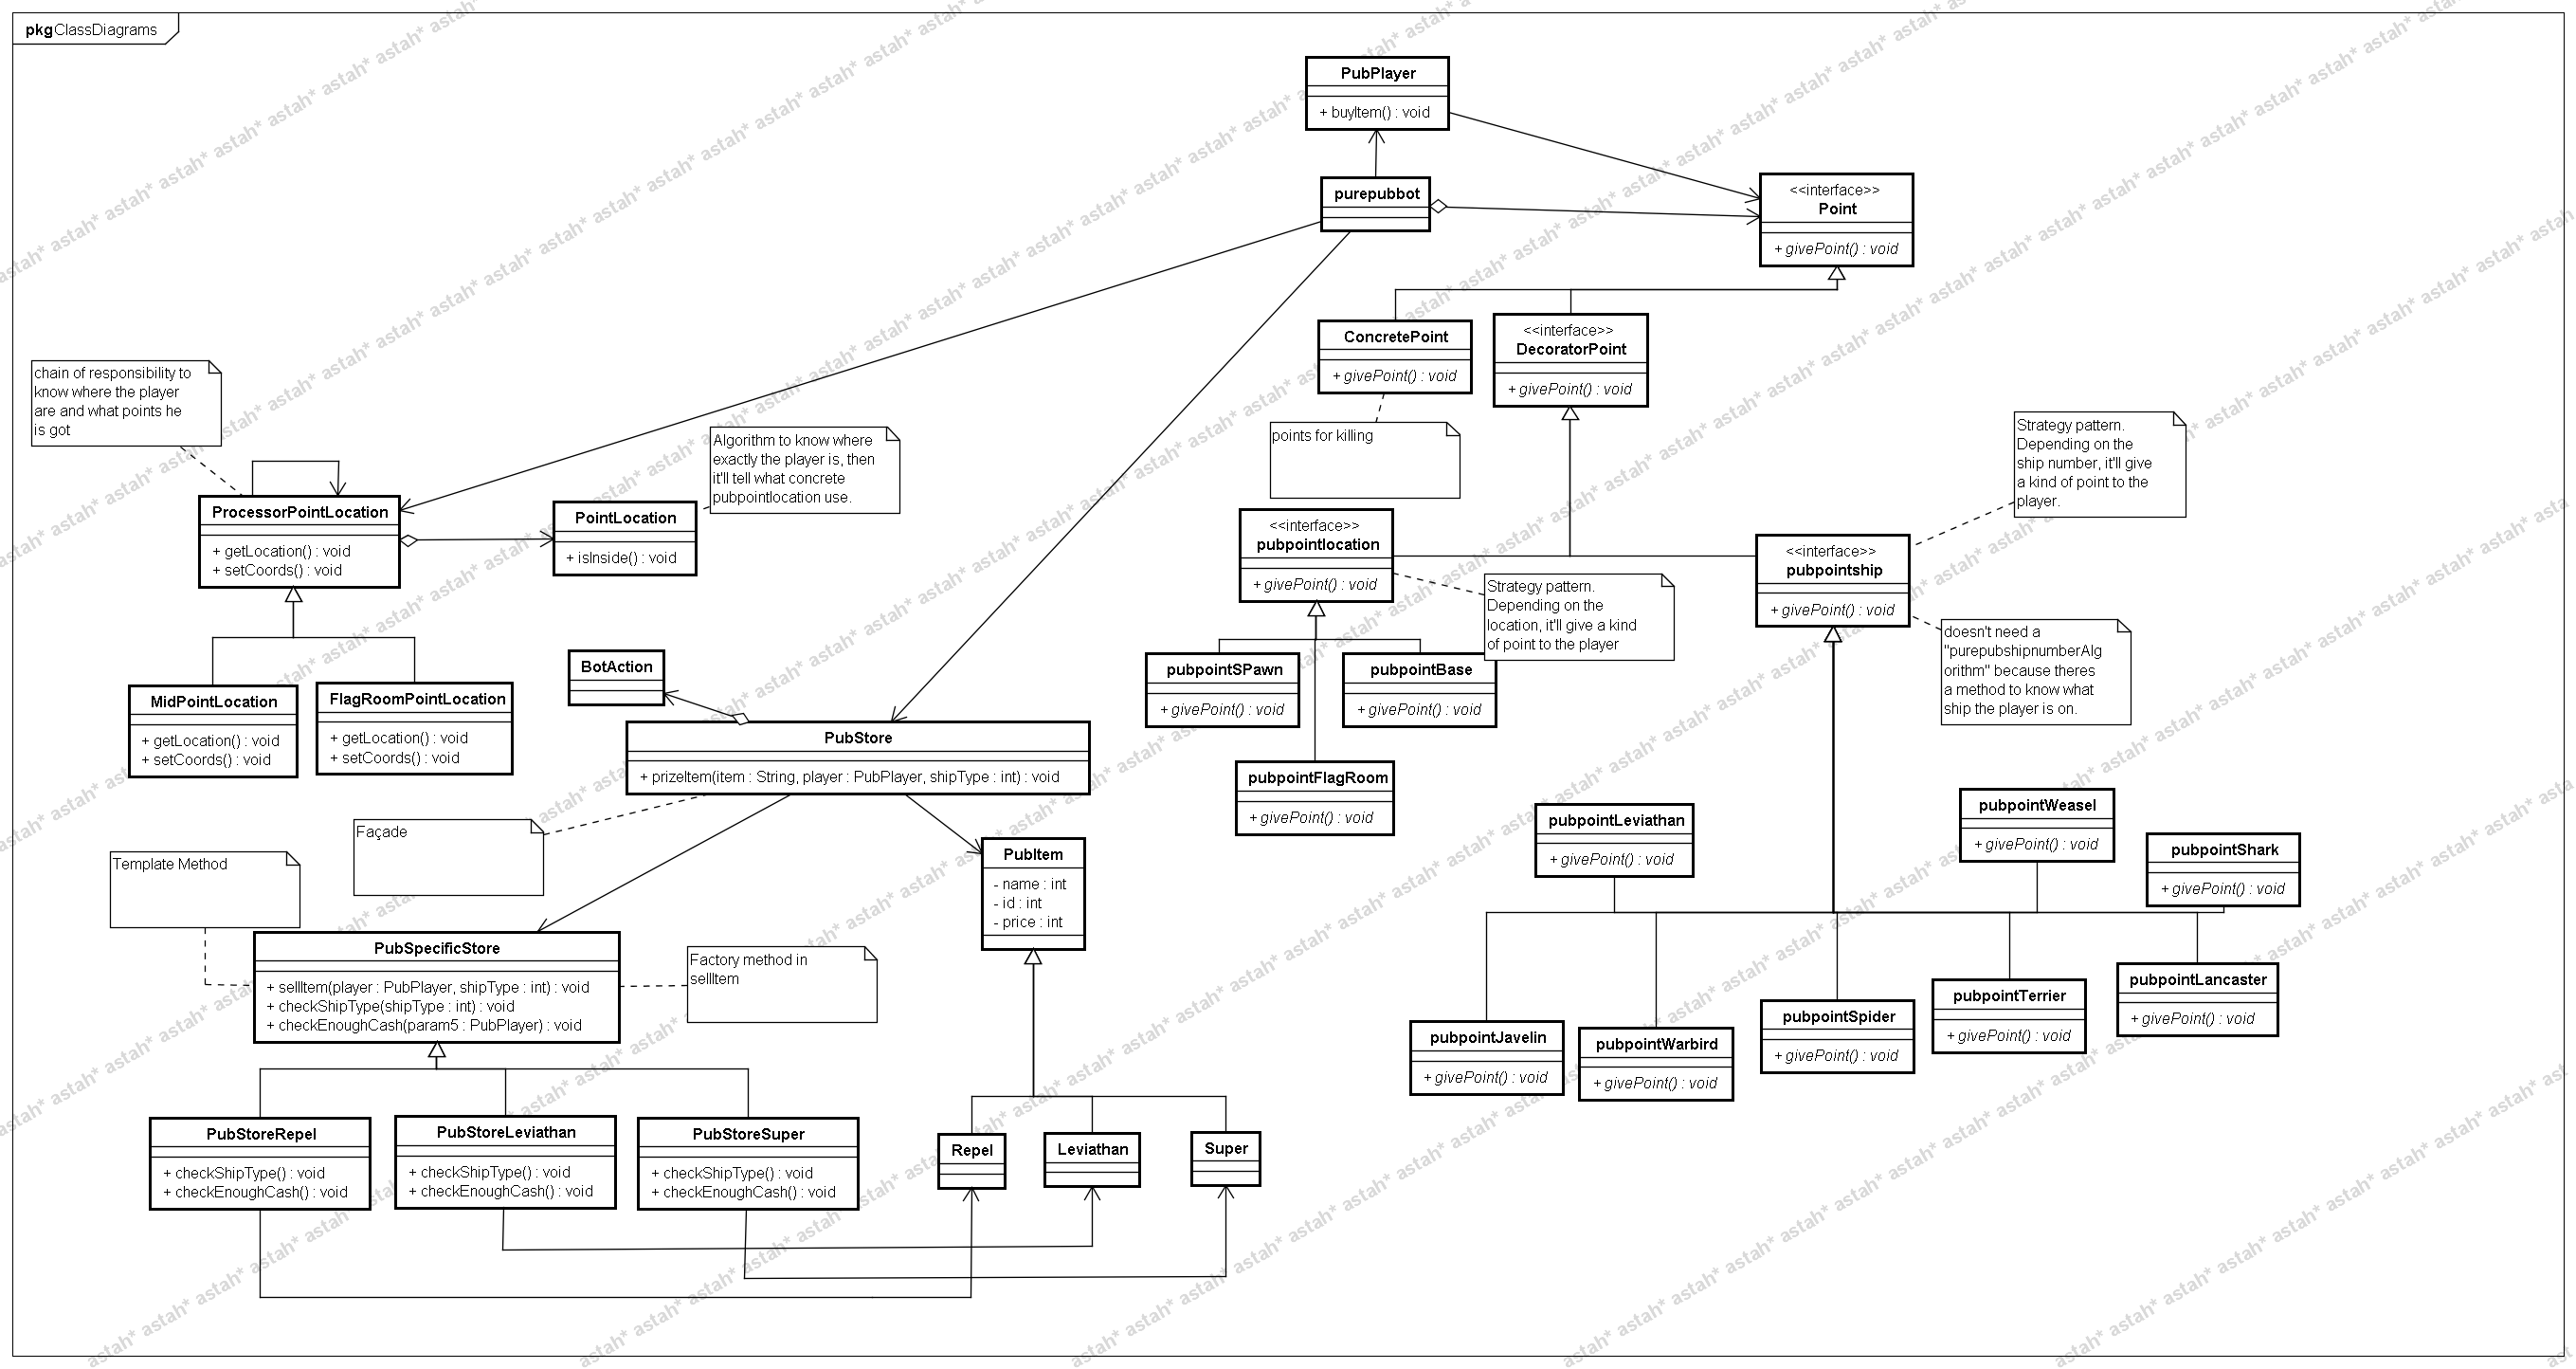 pkg ClassDiagrams
PubPlayer
+ buyItem() : void
purepubbot
<<interface>>
Point
+ givePoint() : void
ConcretePoint
+ givePoint() : void
<<interface>>
DecoratorPoint
+ givePoint() : void
points for killing
chain of responsibility to
know where the player
are and what points he
is got
Algorithm to know where
exactly the player is, then
it'll tell what concrete
pubpointlocation use.
ProcessorPointLocation
+ getLocation() : void
+ setCoords() : void
PointLocation
+ isInside() : void
MidPointLocation
+ getLocation() : void
+ setCoords() : void
FlagRoomPointLocation
+ getLocation() : void
+ setCoords() : void
Strategy pattern.
Depending on the
ship number, it'll give
a kind of point to the
player.
<<interface>>
pubpointlocation
+ givePoint() : void
<<interface>>
pubpointship
+ givePoint() : void
Strategy pattern.
Depending on the
location, it'll give a kind
of point to the player
doesn't need a
"purepubshipnumberAlg
orithm" because theres
a method to know what
ship the player is on.
pubpointSPawn
+ givePoint() : void
pubpointBase
+ givePoint() : void
pubpointFlagRoom
+ givePoint() : void
BotAction
PubStore
+ prizeItem(item : String, player : PubPlayer, shipType : int) : void
Façade
Template Method
PubItem
- name : int
- id : int
- price : int
PubSpecificStore
+ sellItem(player : PubPlayer, shipType : int) : void
+ checkShipType(shipType : int) : void
+ checkEnoughCash(param5 : PubPlayer) : void
Factory method in
sellItem
PubStoreRepel
+ checkShipType() : void
+ checkEnoughCash() : void
PubStoreLeviathan
+ checkShipType() : void
+ checkEnoughCash() : void
PubStoreSuper
+ checkShipType() : void
+ checkEnoughCash() : void
Repel
Leviathan
Super
pubpointLeviathan
+ givePoint() : void
pubpointWeasel
+ givePoint() : void
pubpointShark
+ givePoint() : void
pubpointJavelin
+ givePoint() : void
pubpointWarbird
+ givePoint() : void
pubpointSpider
+ givePoint() : void
pubpointTerrier
+ givePoint() : void
pubpointLancaster
+ givePoint() : void